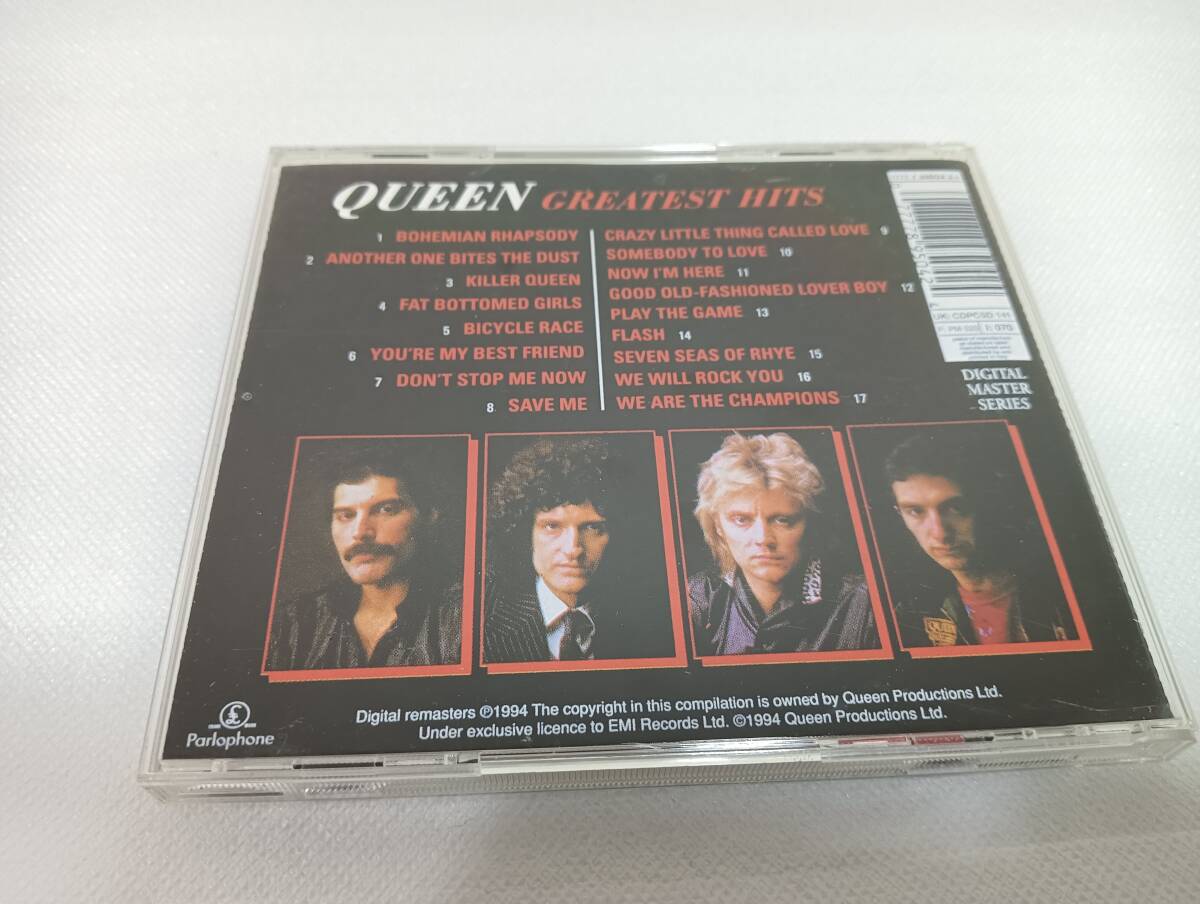 QUEEN GREATEST HITS
1 BOHEMIAN RHAPSODY
2 ANOTHER ONE BITES THE DUST
3 KILLER QUEEN
4 FAT BOTTOMED GIRLS
5 BICYCLE RACE
6 YOU'RE MY BEST FRIEND
7 DON'T STOP ME NOW
8 SAVE ME
CRAZY LITTLE THING CALLED LOVE 9
SOMEBODY TO LOVE 10
NOW I'M HERE 11
GOOD OLD-FASHIONED LOVER BOY 12
PLAY THE GAME 13
FLASH 14
SEVEN SEAS OF RHYE 15
WE WILL ROCK YOU 16
WE ARE THE CHAMPIONS 17
UK: CDPCSD 141
DIGITAL
MASTER
SERIES
Digital remasters ℗1994 The copyright in this compilation is owned by Queen Productions Ltd.
Under exclusive licence to EMI Records Ltd. ©1994 Queen Productions Ltd.
£
Parlophone